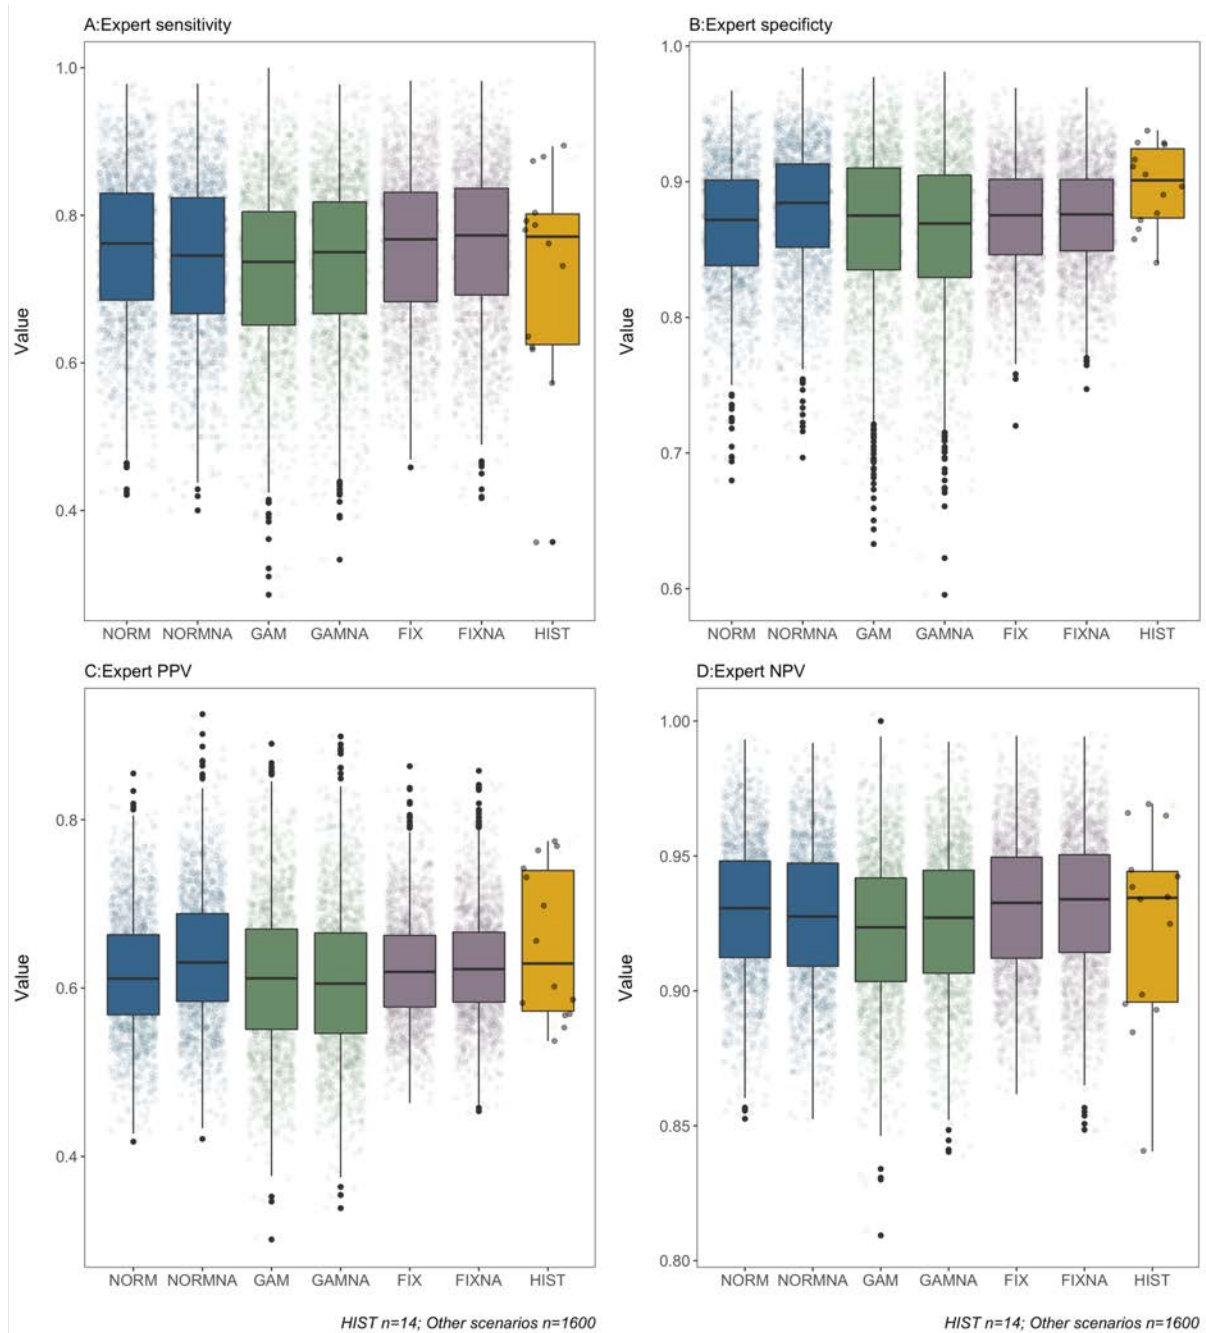 A:Expert sensitivity
Value
1.0
0.8
0.6
0.4
NORM NORMNA GAM GAMNA FIX FIXNA HIST
B:Expert specificty
Value
1.0
0.9
0.8
0.7
0.6
NORM NORMNA GAM GAMNA FIX FIXNA HIST
C:Expert PPV
Value
0.8
0.6
0.4
NORM NORMNA GAM GAMNA FIX FIXNA HIST
HIST n=14; Other scenarios n=1600
D:Expert NPV
Value
1.00
0.95
0.90
0.85
0.80
NORM NPRMNA GAM GAMNA FIX FIXNA HIST
HIST n=14; Other scenarios n=1600